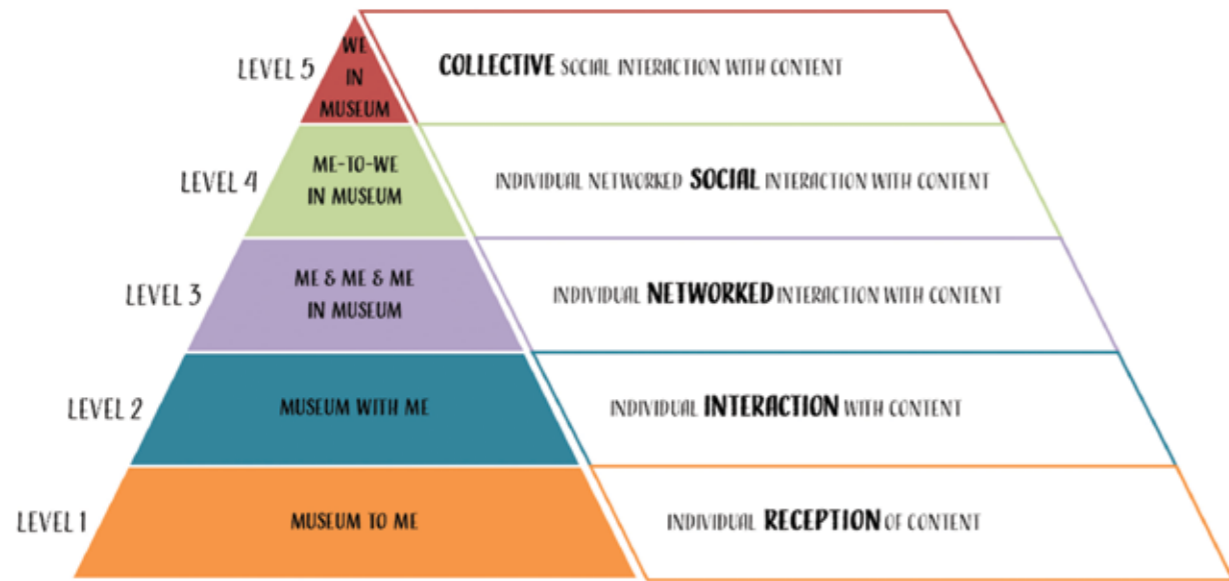 LEVEL 5
WE
IN
MUSEUM
COLLECTIVE SOCIAL INTERACTION WITH CONTENT
LEVEL 4
ME-TO-WE
IN MUSEUM
INDIVIDUAL NETWORKED SOCIAL INTERACTION WITH CONTENT
LEVEL 3
ME & ME & ME
IN MUSEUM
INDIVIDUAL NETWORKED INTERACTION WITH CONTENT
LEVEL 2
MUSEUM WITH ME
INDIVIDUAL INTERACTION WITH CONTENT
LEVEL 1
MUSEUM TO ME
INDIVIDUAL RECEPTION OF CONTENT